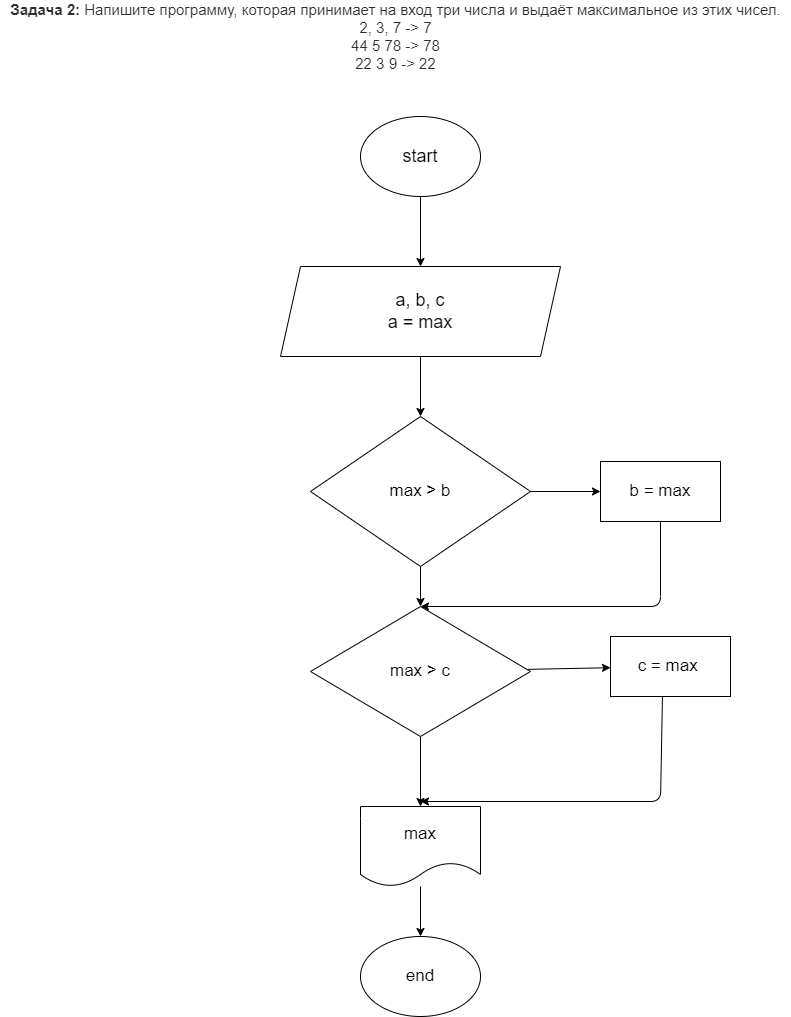 Задача 2: Напишите программу, которая принимает на вход три числа и выдаёт максимальное из этих чисел.
2, 3, 7 -> 7
44 5 78 -> 78
22 3 9 -> 22
start
a, b, c
a = max
max > b
b = max
max > c
c = max
max
end